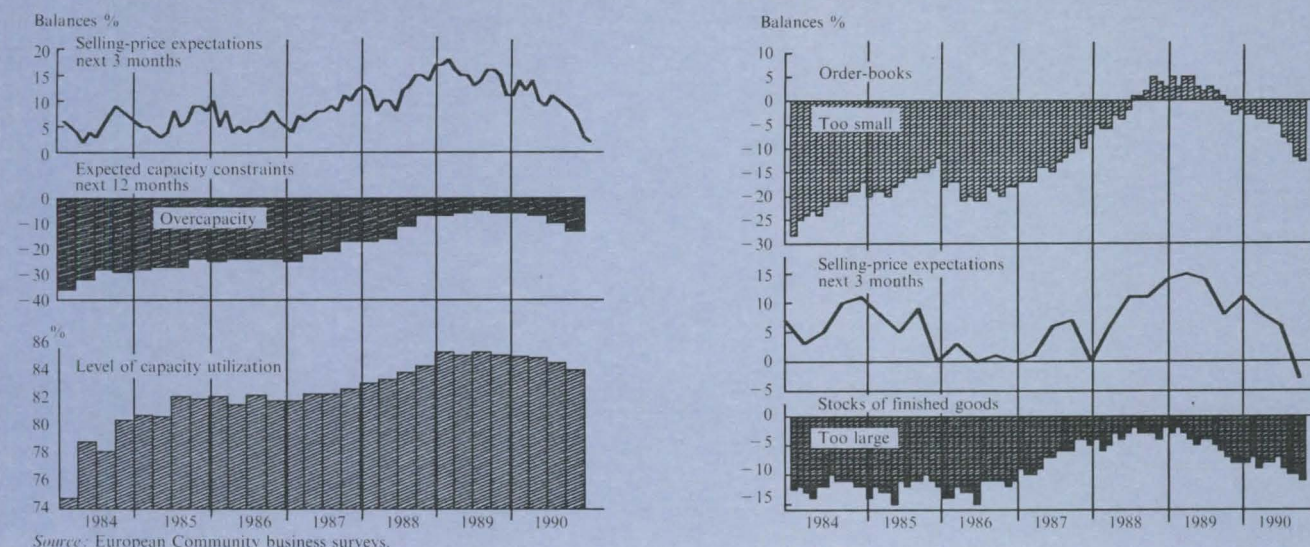 Balances %
Selling-price expectations
next 3 months
20
15
10
5
0
Expected capacity constraints
next 12 months
0
Overcapacity
−10
−20
−30
−40
%
86
Level of capacity utilization
84
82
80
78
76
74
1984 1985 1986 1987 1988 1989 1990
Source: European Community business surveys.
Balances %
10
Order-books
5
0
Too small
−5
−10
−15
−20
−25
−30
Selling-price expectations
next 3 months
15
10
5
0
−5
Stocks of finished goods
0
Too large
−5
−10
−15
1984 1985 1986 1987 1988 1989 1990